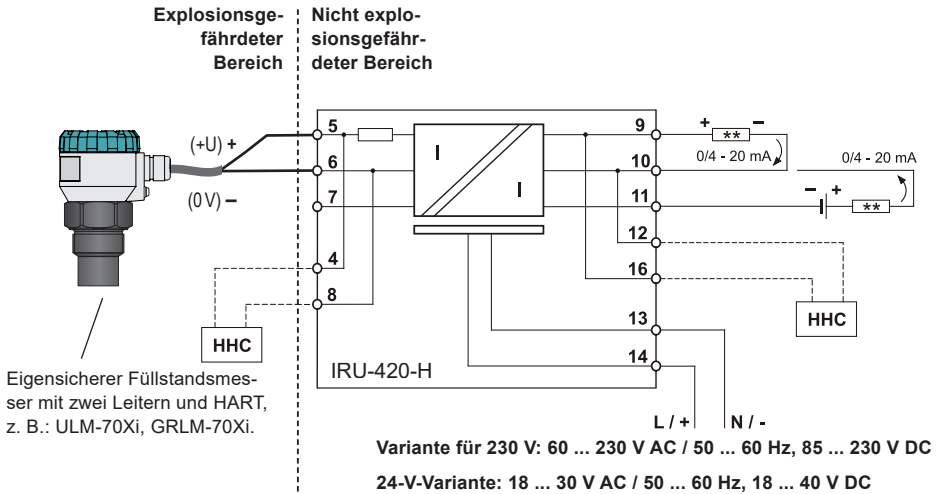 Explosionsge-
fährdeter
Bereich
Nicht explo-
sionsgefähr-
deter Bereich
(+U) +
(0 V) –
5
6
7
4
8
I
I
9
10
11
12
16
13
14
+ ** –
0/4 - 20 mA
0/4 - 20 mA
– +
**
HHC
HHC
IRU-420-H
Eigensicherer Füllstandsmes-
ser mit zwei Leitern und HART,
z. B.: ULM-70Xi, GRLM-70Xi.
L / +
N / -
Variante für 230 V: 60 ... 230 V AC / 50 ... 60 Hz, 85 ... 230 V DC
24-V-Variante: 18 ... 30 V AC / 50 ... 60 Hz, 18 ... 40 V DC